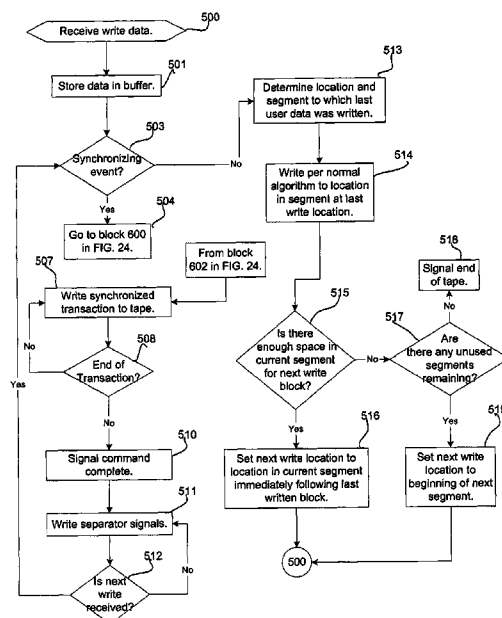 500
Receive write data.
501
Store data in buffer.
503
Synchronizing
event?
No
Yes
504
Go to block 600
in FIG. 24.
From block
602 in FIG. 24.
507
Write synchronized
transaction to tape.
No
508
End of
Transaction?
Yes
No
510
Signal command
complete.
511
Write separator signals.
512
Is next
write
received?
No
513
Determine location and
segment to which last
user data was written.
514
Write per normal
algorithm to location
in segment at last
write location.
515
Is there
enough space in
current segment
for next write
block?
No
Yes
516
Set next write location to
location in current segment
immediately following last
written block.
517
Are
there any unused
segments
remaining?
No
518
Signal end
of tape.
Yes
519
Set next write
location to
beginning of next
segment.
500